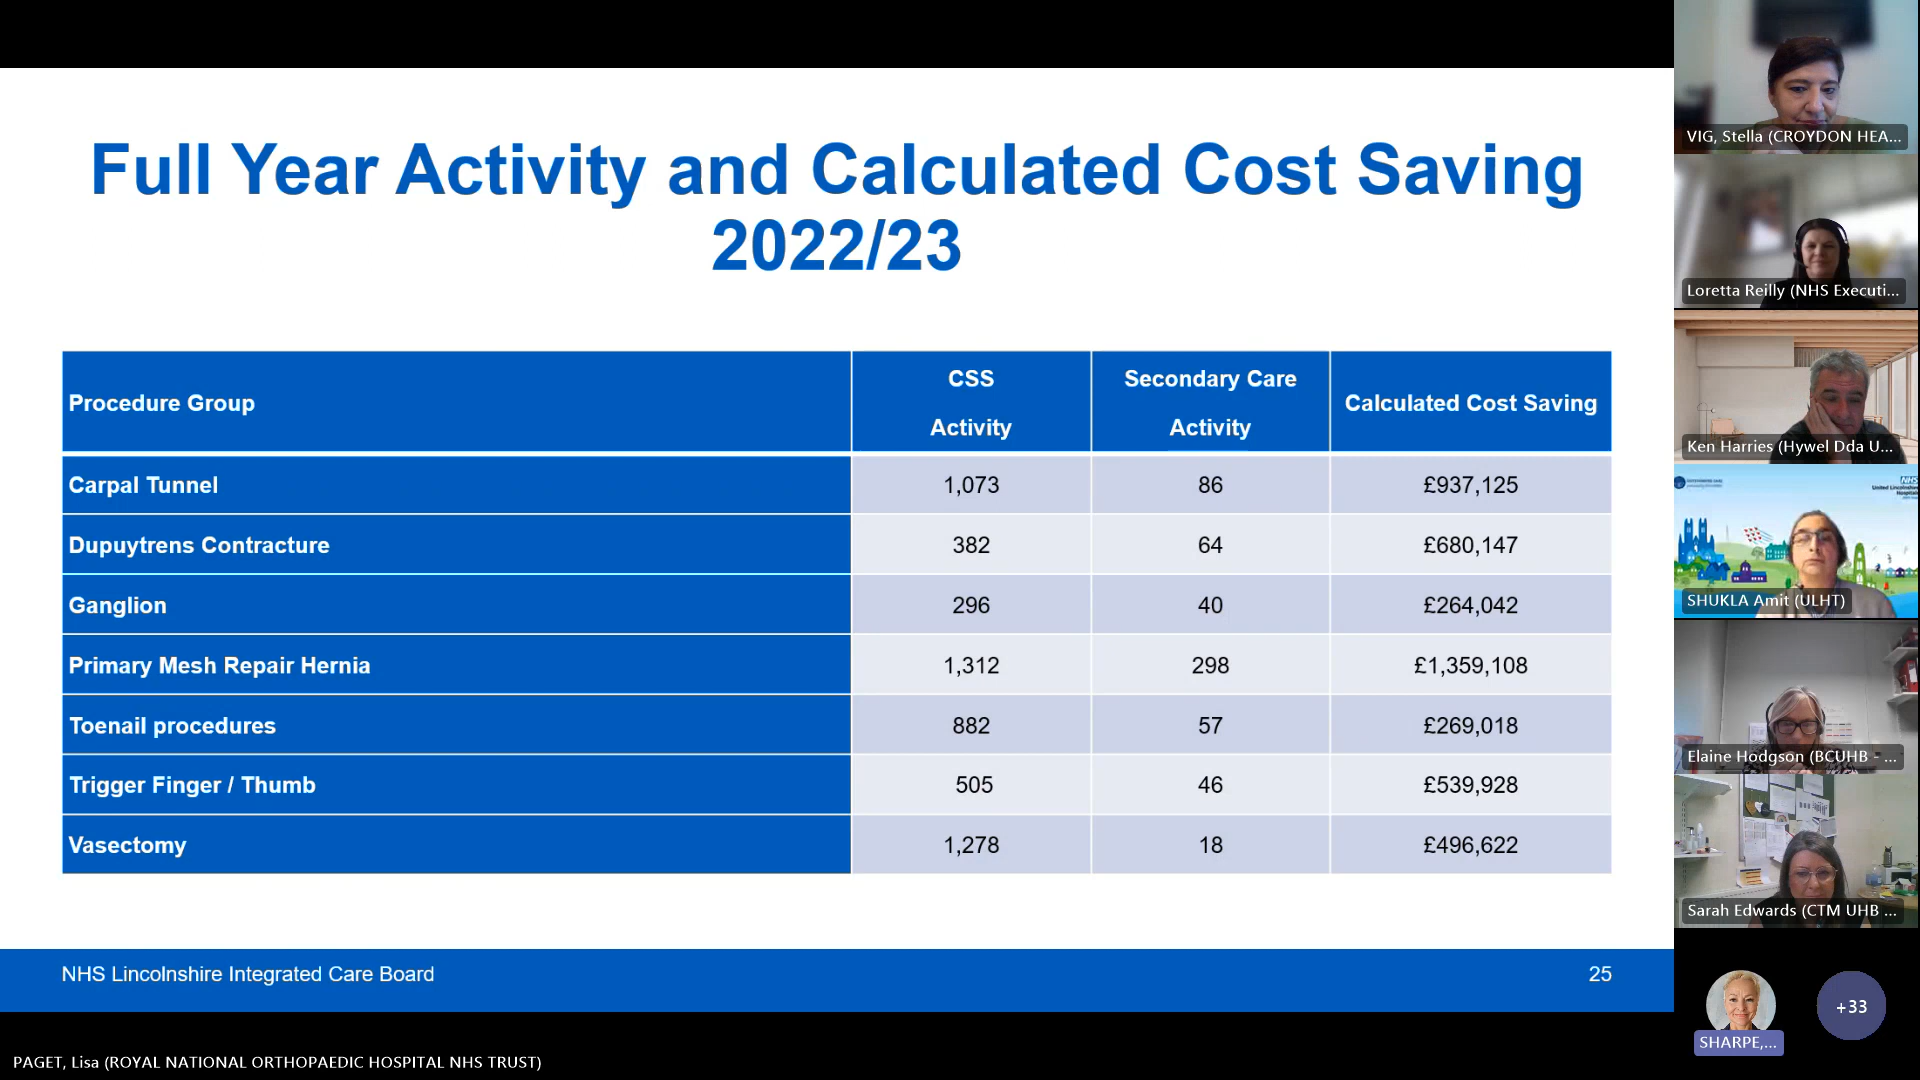 Full Year Activity and Calculated Cost Saving
2022/23
Procedure Group
CSS
Activity
Secondary Care
Activity
Calculated Cost Saving
Carpal Tunnel 1,073 86 £937,125
Dupuytrens Contracture 382 64 £680,147
Ganglion 296 40 £264,042
Primary Mesh Repair Hernia 1,312 298 £1,359,108
Toenail procedures 882 57 £269,018
Trigger Finger / Thumb 505 46 £539,928
Vasectomy 1,278 18 £496,622
NHS Lincolnshire Integrated Care Board 25
PAGET, Lisa (ROYAL NATIONAL ORTHOPAEDIC HOSPITAL NHS TRUST)
VIG, Stella (CROYDON HEA...
Loretta Reilly (NHS Executi...
Ken Harries (Hywel Dda U...
NHS
United Lincolnshire
Hospitals
SHUKLA Amit (ULHT)
Elaine Hodgson (BCUHB - ...
Sarah Edwards (CTM UHB ...
SHARPE,...
+33